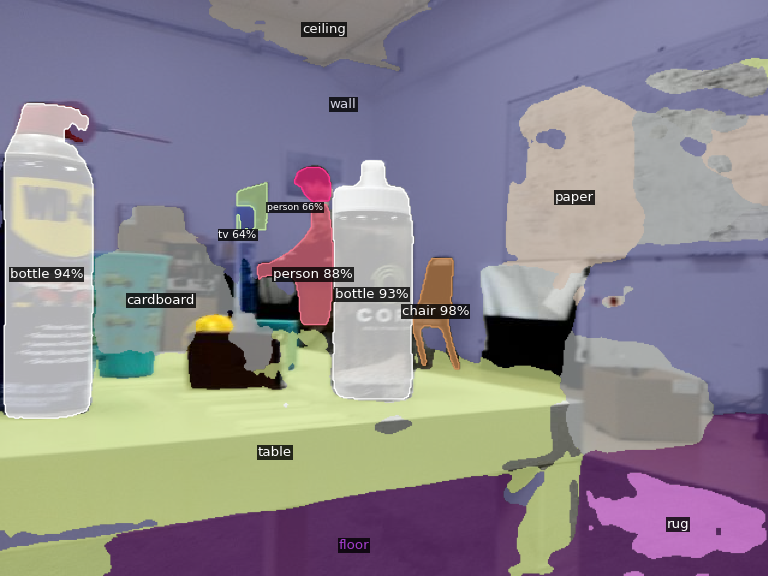 ceiling
wall
person 66%
paper
tv 64%
bottle 94%
person 88%
cardboard
bottle 93%
chair 98%
table
rug
floor